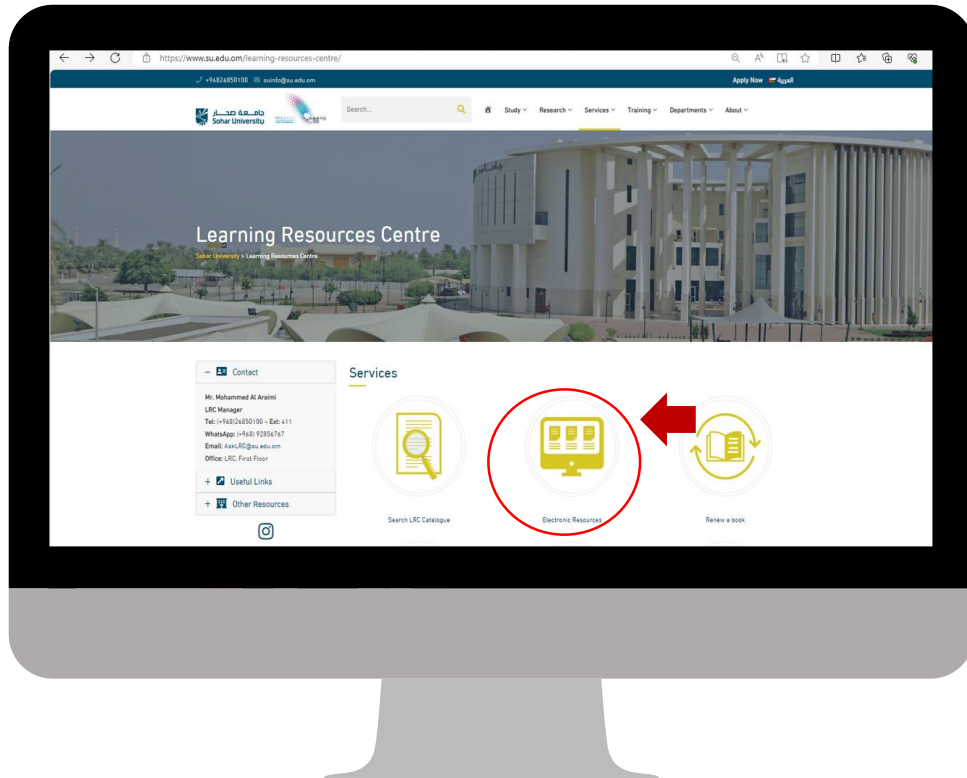 https://www.su.edu.om/learning-resources-centre/
+96826850100 suinfo@su.edu.om Apply Now العربية
جامعة صحار
Sohar University
Search... Study Research Services Training Departments About
Learning Resources Centre
Sohar University > Learning Resources Centre
Contact
Mr. Mohammed Al Araimi
LRC Manager
Tel: (+968)26850100 – Ext: 411
WhatsApp: (+968) 92856767
Email: AskLRC@su.edu.om
Office: LRC, First Floor
+ Useful Links
+ Other Resources
Services
Search LRC Catalogue
Electronic Resources
Renew a book